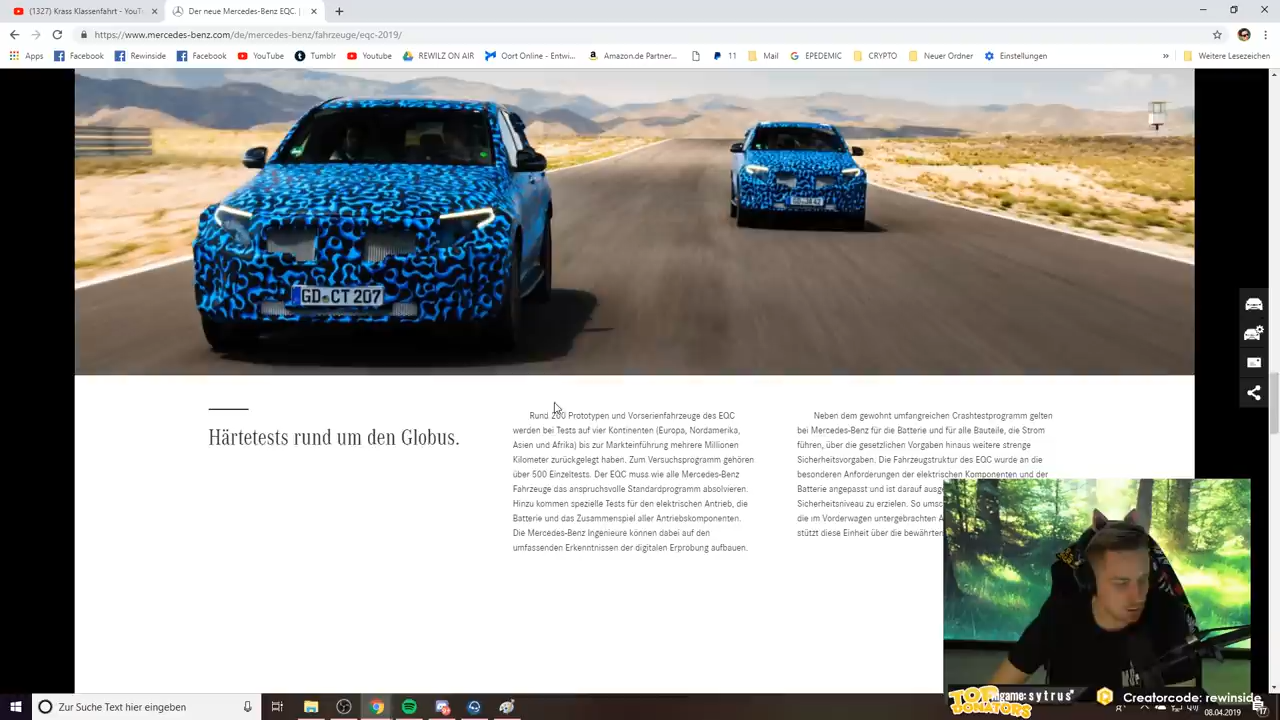 (1327) Krass Klassenfahrt - YouT
Der neue Mercedes-Benz EQC. |
https://www.mercedes-benz.com/de/mercedes-benz/fahrzeuge/eqc-2019/
Apps Facebook Rewinside Facebook YouTube Tumblr Youtube REWILZ ON AIR Oort Online - Entwi... Amazon.de Partner... 11 Mail EPEDEMIC CRYPTO Neuer Ordner Einstellungen » Weitere Lesezeichen
GD CT 207
Härtetests rund um den Globus.
Rund 200 Prototypen und Vorserienfahrzeuge des EQC
werden bei Tests auf vier Kontinenten (Europa, Nordamerika,
Asien und Afrika) bis zur Markteinführung mehrere Millionen
Kilometer zurückgelegt haben. Zum Versuchsprogramm gehören
über 500 Einzeltests. Der EQC muss wie alle Mercedes-Benz
Fahrzeuge das anspruchsvolle Standardprogramm absolvieren.
Hinzu kommen spezielle Tests für den elektrischen Antrieb, die
Batterie und das Zusammenspiel aller Antriebskomponenten.
Die Mercedes-Benz Ingenieure können dabei auf den
umfassenden Erkenntnissen der digitalen Erprobung aufbauen.
Neben dem gewohnt umfangreichen Crashtestprogramm gelten
bei Mercedes-Benz für die Batterie und für alle Bauteile, die Strom
führen, über die gesetzlichen Vorgaben hinaus weitere strenge
Sicherheitsvorgaben. Die Fahrzeugstruktur des EQC wurde an die
besonderen Anforderungen der elektrischen Komponenten und der
Batterie angepasst und ist darauf ausg
Sicherheitsniveau zu erzielen. So umsc
die im Vorderwagen untergebrachten A
stützt diese Einheit über die bewährten
TOP DONATORS
ngame: sytrus"
Creatorcode: rewinside
Zur Suche Text hier eingeben
08.04.2019
17